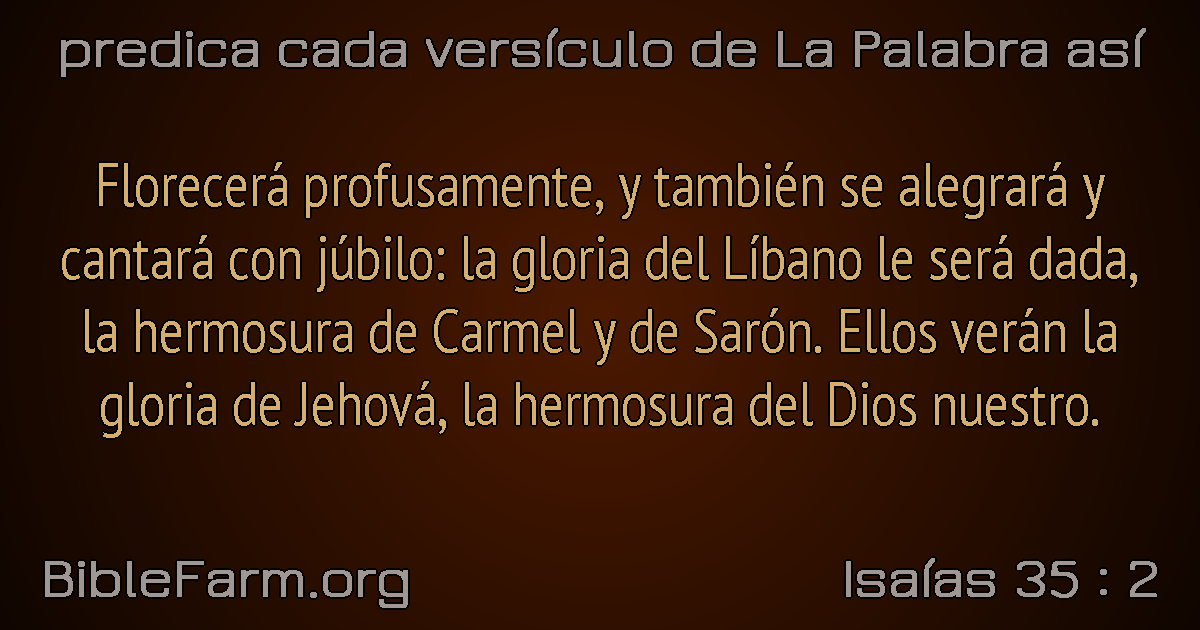 predica cada versículo de La Palabra así
Florecerá profusamente, y también se alegrará y
cantará con júbilo: la gloria del Líbano le será dada,
la hermosura de Carmel y de Sarón. Ellos verán la
gloria de Jehová, la hermosura del Dios nuestro.
BibleFarm.org
Isaías 35 : 2